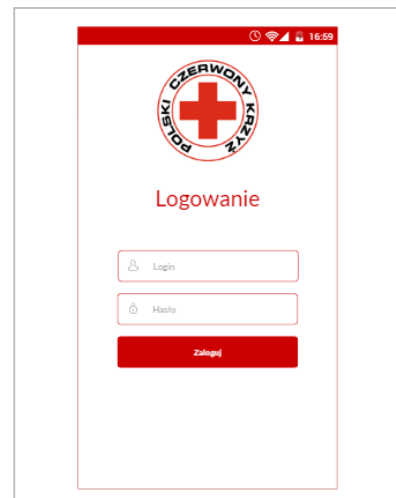 16:59
POLSKI CZERWONY KRZYŻ
Logowanie
Login
Hasło
Zaloguj